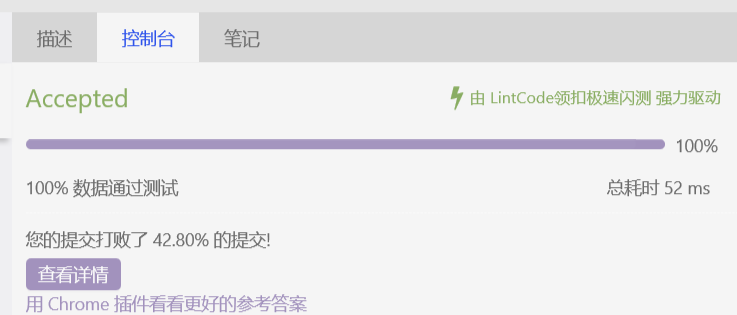 描述 控制台 笔记
Accepted 由 LintCode领扣极速闪测 强力驱动
100%
100% 数据通过测试 总耗时 52 ms
您的提交打败了 42.80% 的提交!
查看详情
用 Chrome 插件看看更好的参考答案